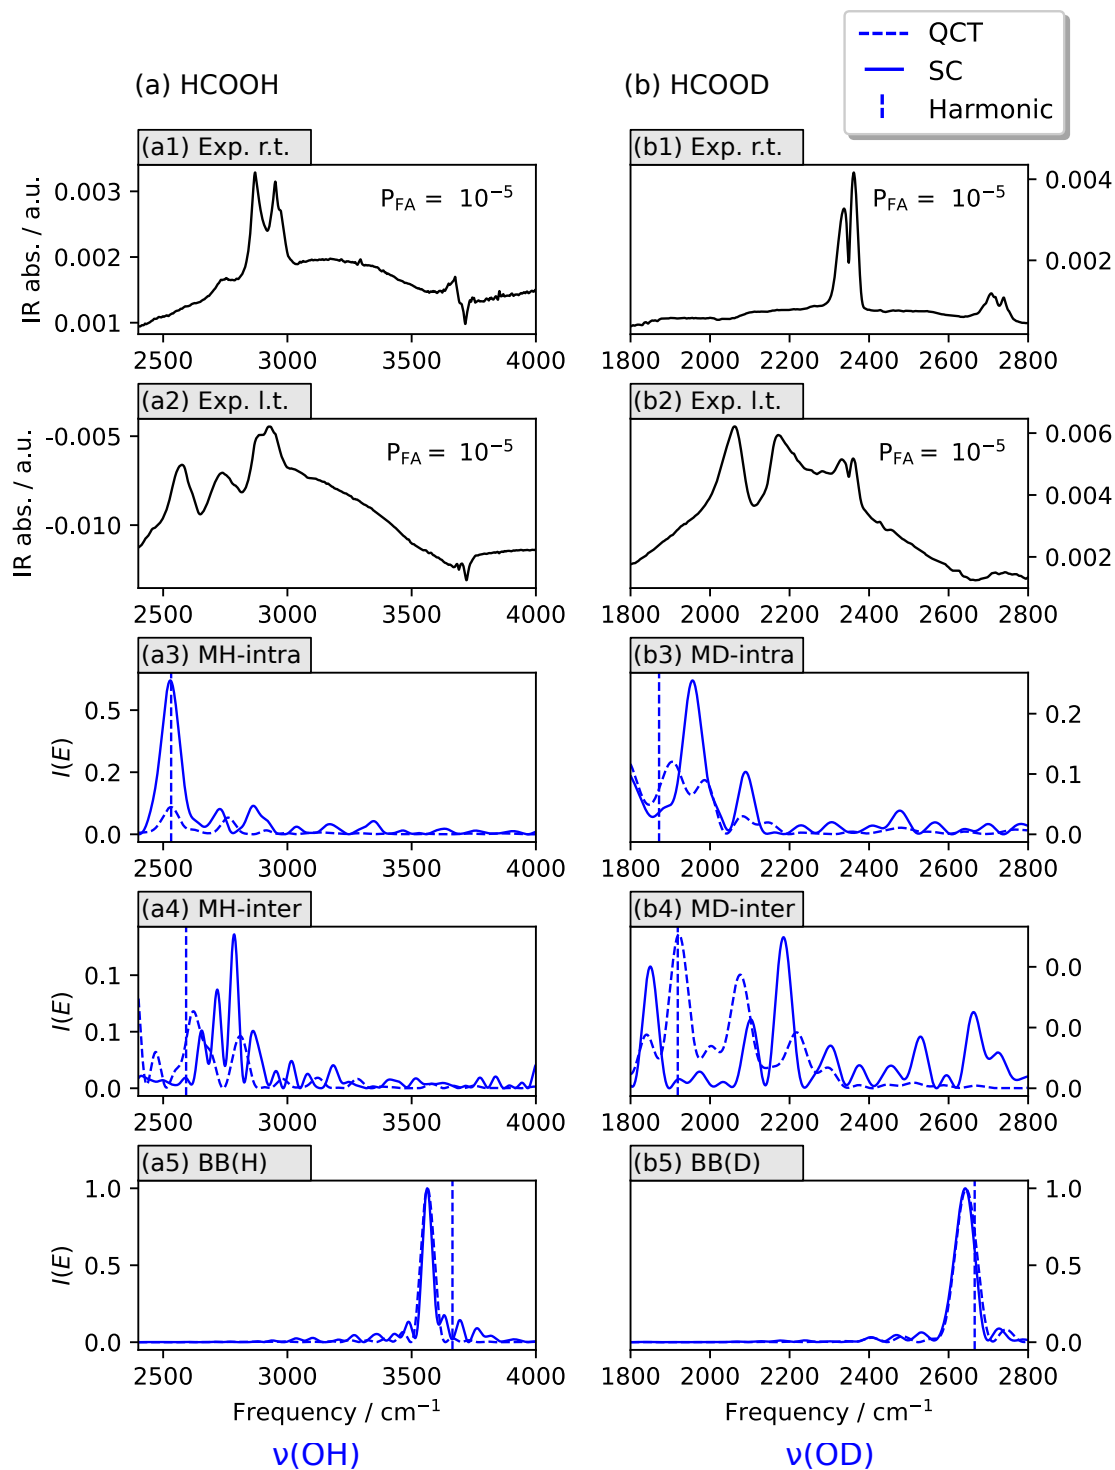 QCT
SC
Harmonic
(a) HCOOH
(b) HCOOD
(a1) Exp. r.t.
P_FA = 10⁻⁵
IR abs. / a.u.
0.003
0.002
0.001
2500 3000 3500 4000
(b1) Exp. r.t.
P_FA = 10⁻⁵
0.004
0.002
1800 2000 2200 2400 2600 2800
(a2) Exp. l.t.
P_FA = 10⁻⁵
IR abs. / a.u.
-0.005
-0.010
2500 3000 3500 4000
(b2) Exp. l.t.
P_FA = 10⁻⁵
0.006
0.004
0.002
1800 2000 2200 2400 2600 2800
(a3) MH-intra
I(E)
0.5
0.2
0.0
2500 3000 3500 4000
(b3) MD-intra
0.2
0.1
0.0
1800 2000 2200 2400 2600 2800
(a4) MH-inter
I(E)
0.1
0.1
0.0
2500 3000 3500 4000
(b4) MD-inter
0.0
0.0
0.0
1800 2000 2200 2400 2600 2800
(a5) BB(H)
I(E)
1.0
0.5
0.0
2500 3000 3500 4000
Frequency / cm⁻¹
ν(OH)
(b5) BB(D)
1.0
0.5
0.0
1800 2000 2200 2400 2600 2800
Frequency / cm⁻¹
ν(OD)